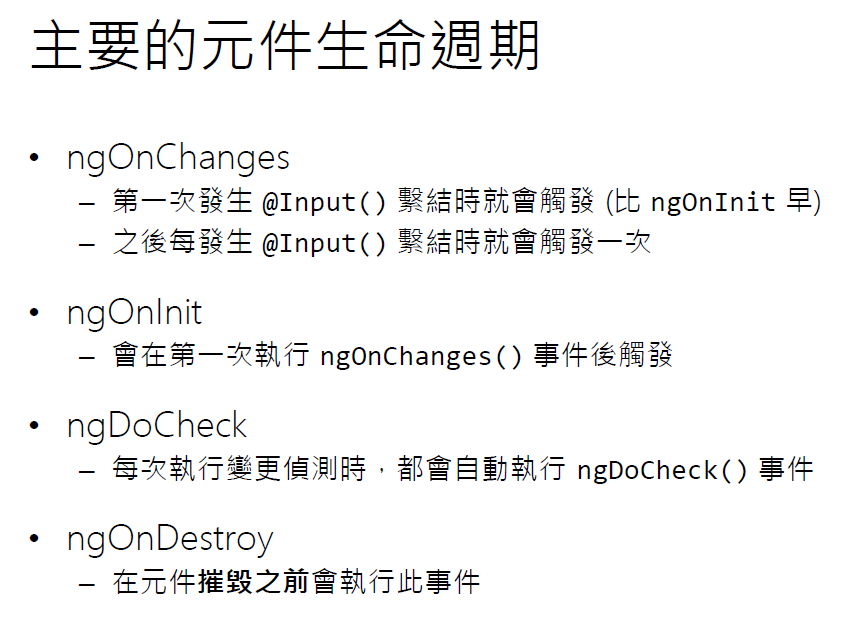 主要的元件生命週期
• ngOnChanges
– 第一次發生 @Input() 繫結時就會觸發 (比 ngOnInit 早)
– 之後每發生 @Input() 繫結時就會觸發一次
• ngOnInit
– 會在第一次執行 ngOnChanges() 事件後觸發
• ngDoCheck
– 每次執行變更偵測時，都會自動執行 ngDoCheck() 事件
• ngOnDestroy
– 在元件摧毀之前會執行此事件